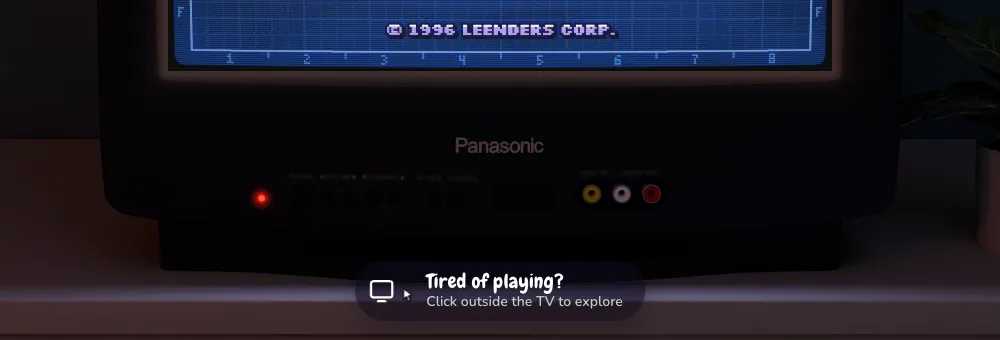 F F
© 1996 LEENDERS CORP.
1 2 3 4 5 6 7 8
Panasonic
Tired of playing?
Click outside the TV to explore